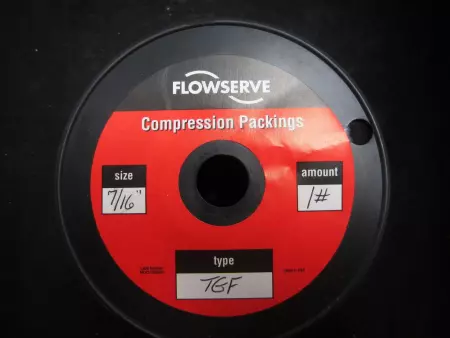 FLOWSERVE
Compression Packings
size
7/16"
amount
1#
type
TGF